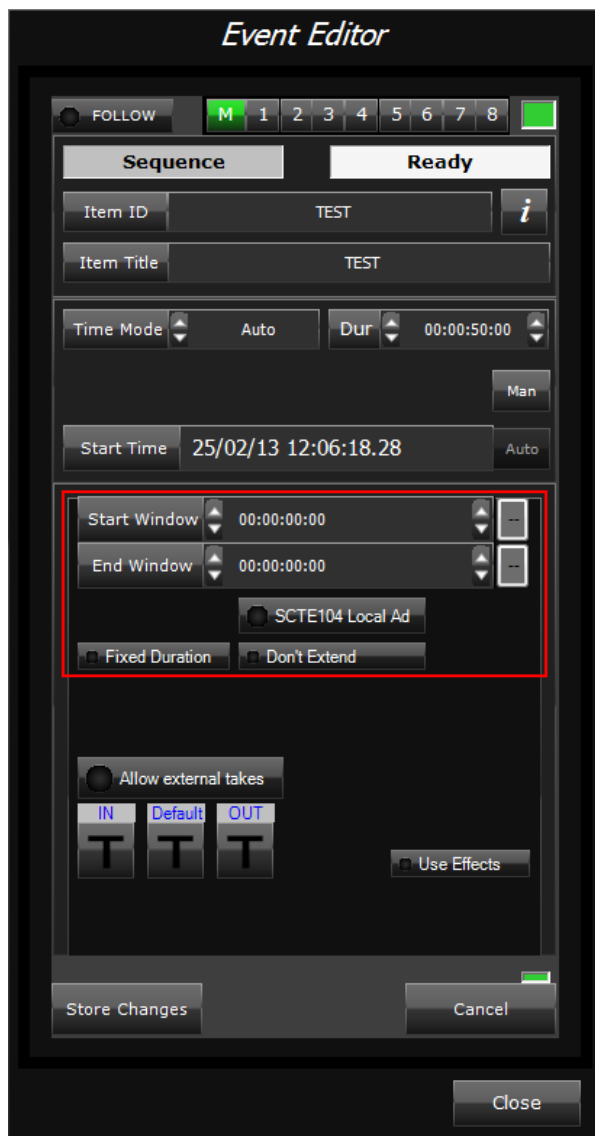 Event Editor
FOLLOW M 1 2 3 4 5 6 7 8
Sequence Ready
Item ID TEST i
Item Title TEST
Time Mode Auto Dur 00:00:50:00
Man
Start Time 25/02/13 12:06:18.28 Auto
Start Window 00:00:00:00 --
End Window 00:00:00:00 --
SCTE104 Local Ad
Fixed Duration Don't Extend
Allow external takes
IN Default OUT
T T T
Use Effects
Store Changes Cancel
Close